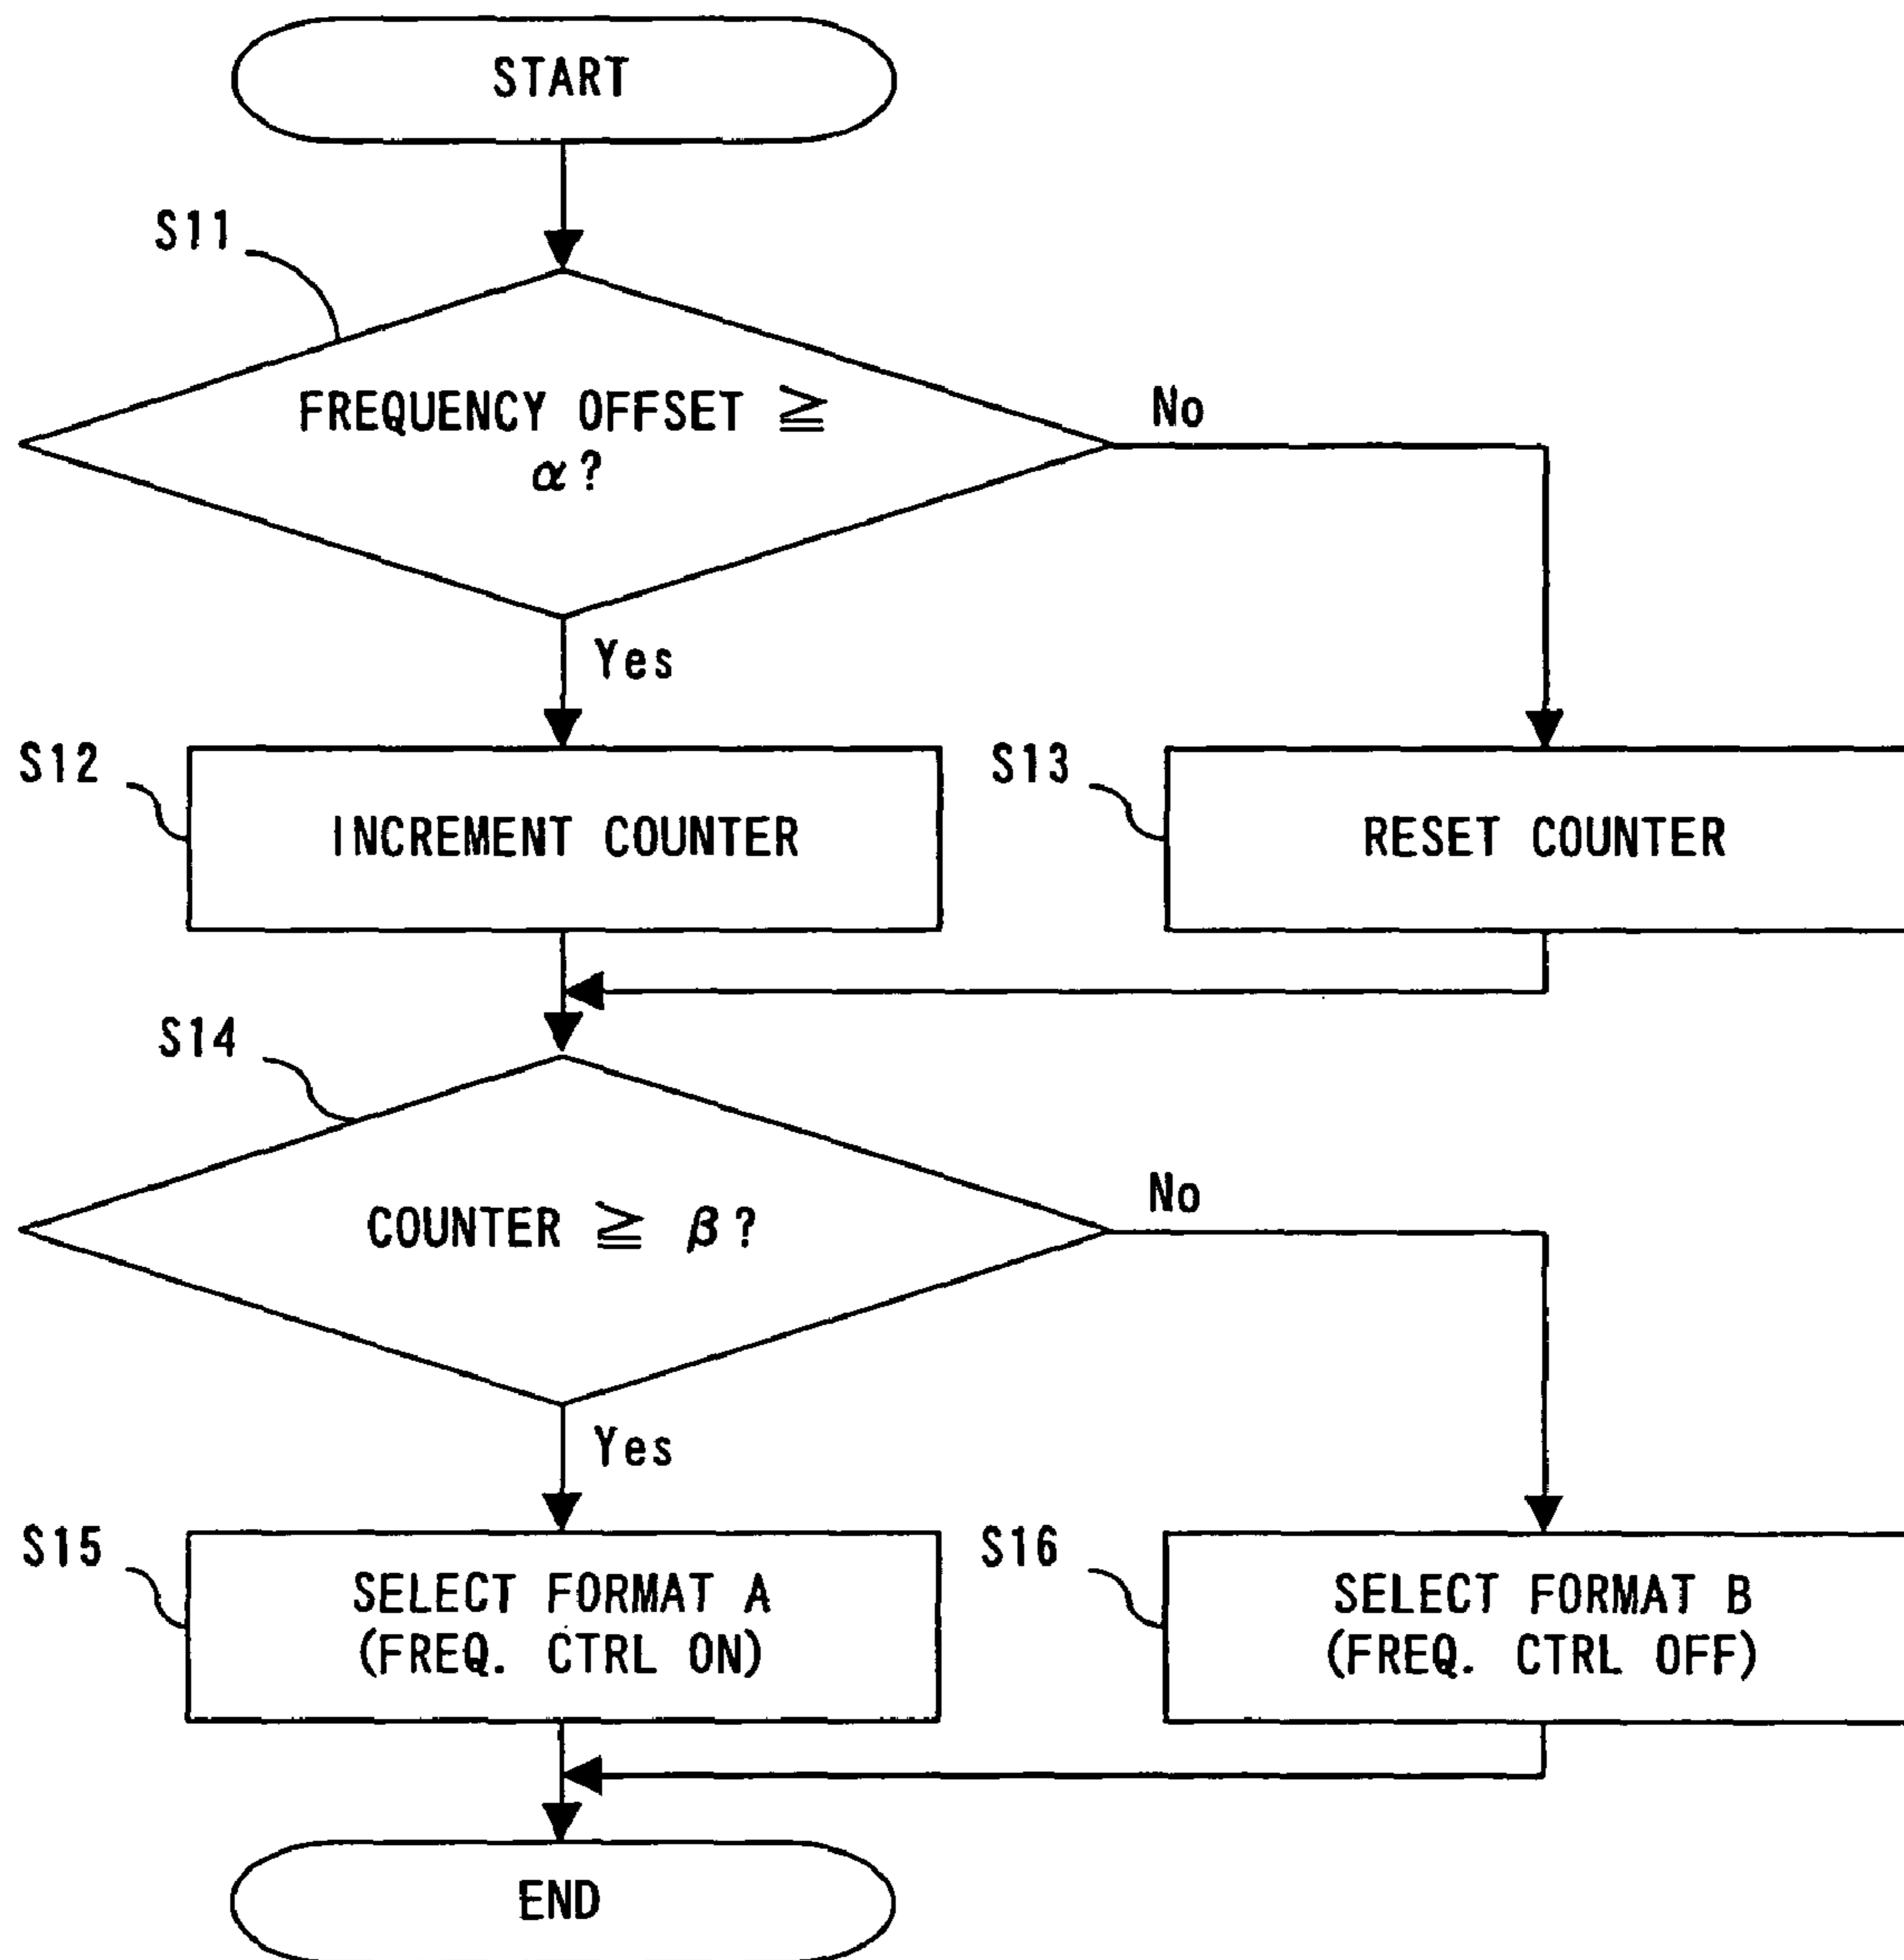 START
S11
FREQUENCY OFFSET ≧
α?
No
Yes
S12
INCREMENT COUNTER
S13
RESET COUNTER
S14
COUNTER ≧ β?
No
Yes
S15
SELECT FORMAT A
(FREQ. CTRL ON)
S16
SELECT FORMAT B
(FREQ. CTRL OFF)
END